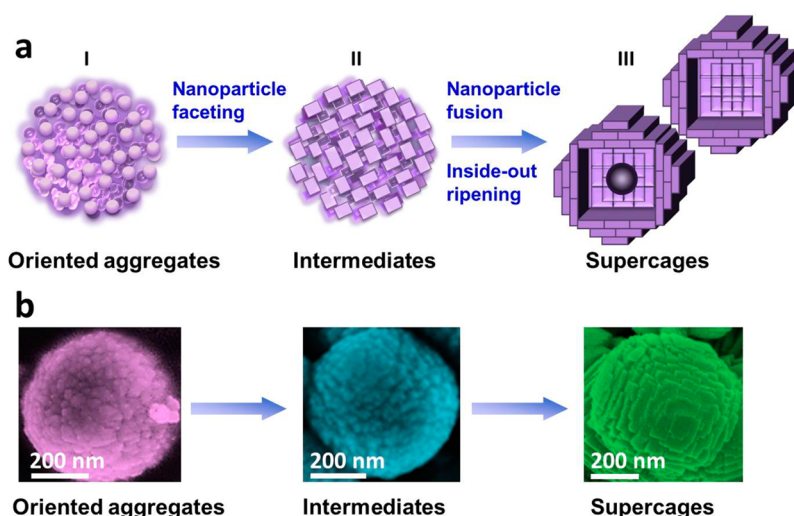 a
I
II
III
Nanoparticle
faceting
Nanoparticle
fusion
Inside-out
ripening
Oriented aggregates
Intermediates
Supercages
b
200 nm
200 nm
200 nm
Oriented aggregates
Intermediates
Supercages